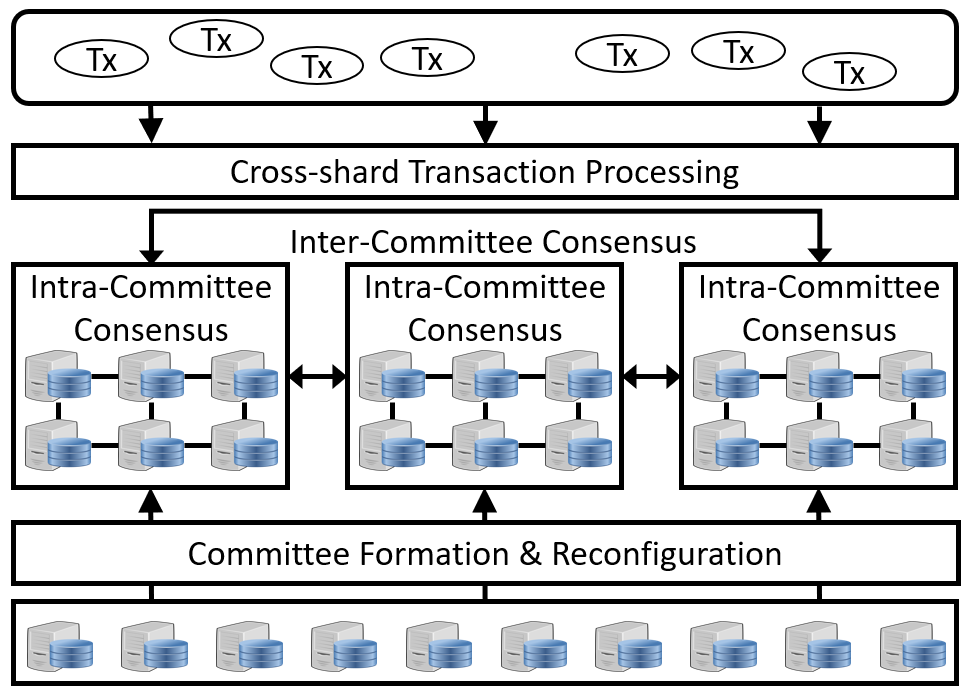 Tx
Tx
Tx
Tx
Tx
Tx
Tx
Cross-shard Transaction Processing
Inter-Committee Consensus
Intra-Committee
Consensus
Intra-Committee
Consensus
Intra-Committee
Consensus
Committee Formation & Reconfiguration